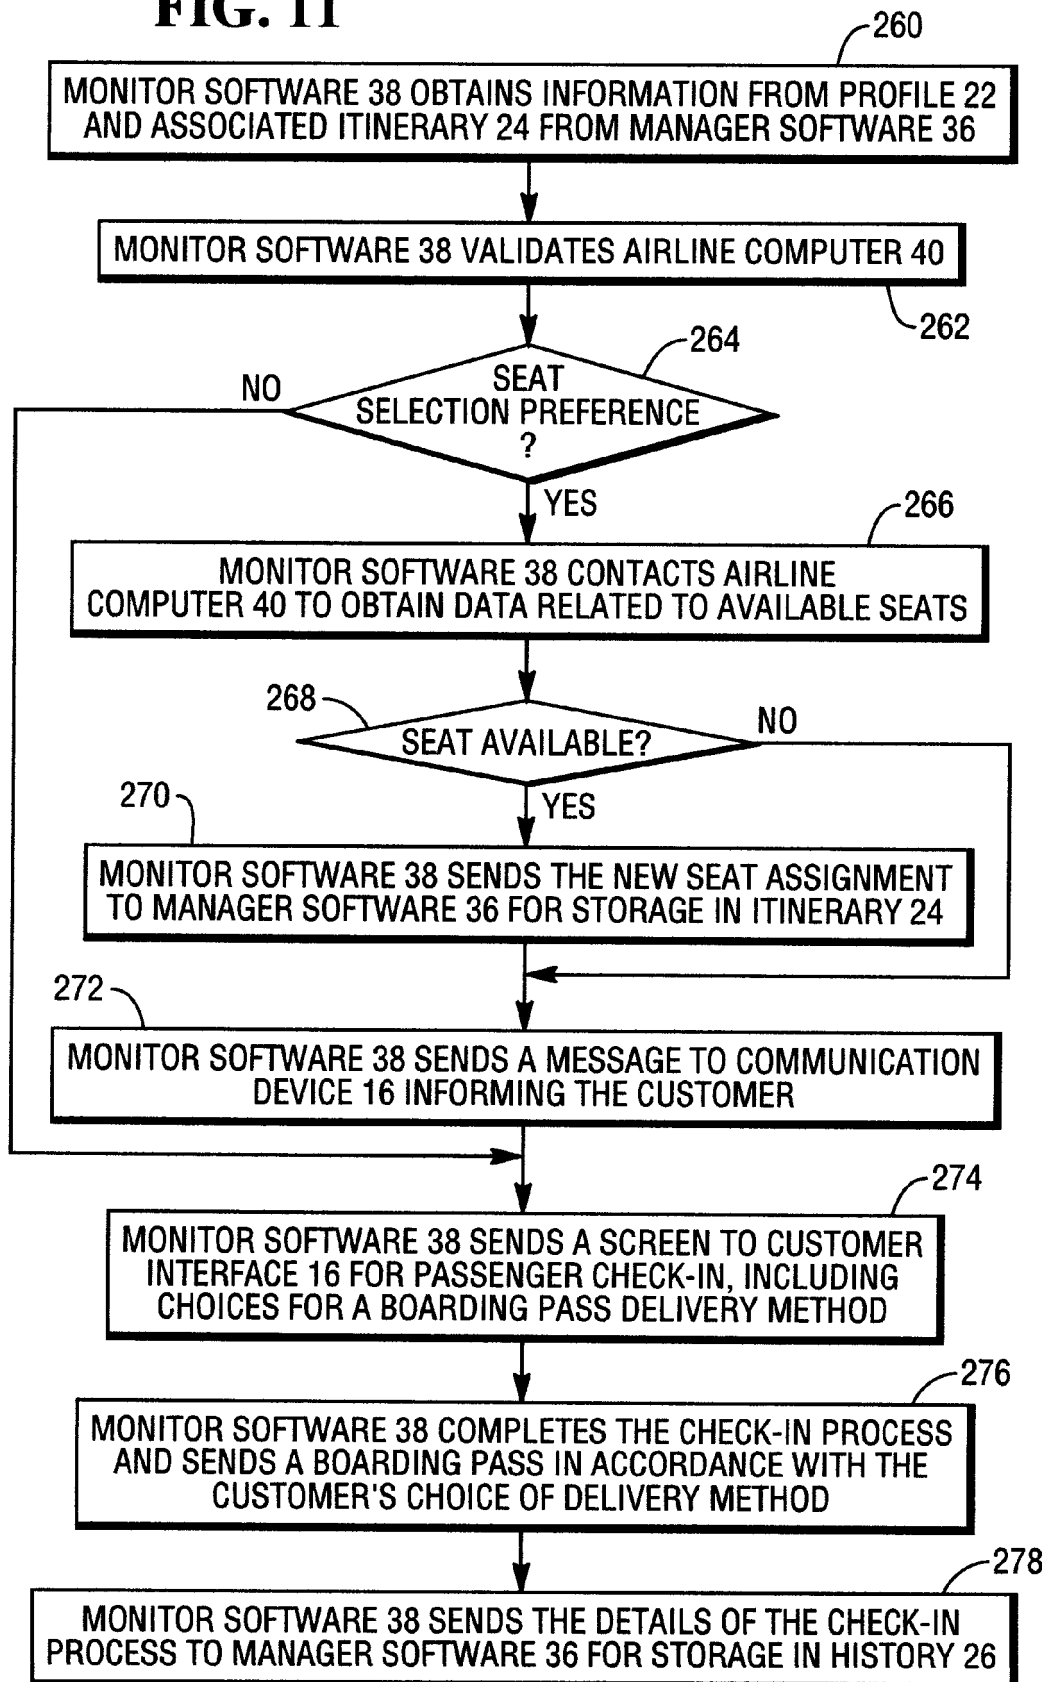 FIG. 11
260
MONITOR SOFTWARE 38 OBTAINS INFORMATION FROM PROFILE 22
AND ASSOCIATED ITINERARY 24 FROM MANAGER SOFTWARE 36
MONITOR SOFTWARE 38 VALIDATES AIRLINE COMPUTER 40
262
264
NO
SEAT
SELECTION PREFERENCE
?
YES
266
MONITOR SOFTWARE 38 CONTACTS AIRLINE
COMPUTER 40 TO OBTAIN DATA RELATED TO AVAILABLE SEATS
268
NO
SEAT AVAILABLE?
YES
270
MONITOR SOFTWARE 38 SENDS THE NEW SEAT ASSIGNMENT
TO MANAGER SOFTWARE 36 FOR STORAGE IN ITINERARY 24
272
MONITOR SOFTWARE 38 SENDS A MESSAGE TO COMMUNICATION
DEVICE 16 INFORMING THE CUSTOMER
274
MONITOR SOFTWARE 38 SENDS A SCREEN TO CUSTOMER
INTERFACE 16 FOR PASSENGER CHECK-IN, INCLUDING
CHOICES FOR A BOARDING PASS DELIVERY METHOD
276
MONITOR SOFTWARE 38 COMPLETES THE CHECK-IN PROCESS
AND SENDS A BOARDING PASS IN ACCORDANCE WITH THE
CUSTOMER'S CHOICE OF DELIVERY METHOD
278
MONITOR SOFTWARE 38 SENDS THE DETAILS OF THE CHECK-IN
PROCESS TO MANAGER SOFTWARE 36 FOR STORAGE IN HISTORY 26